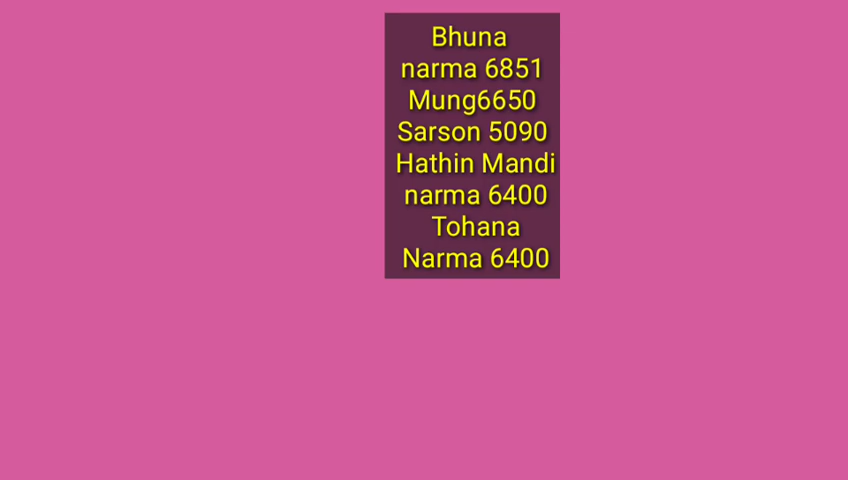 Bhuna
narma 6851
Mung6650
Sarson 5090
Hathin Mandi
narma 6400
Tohana
Narma 6400